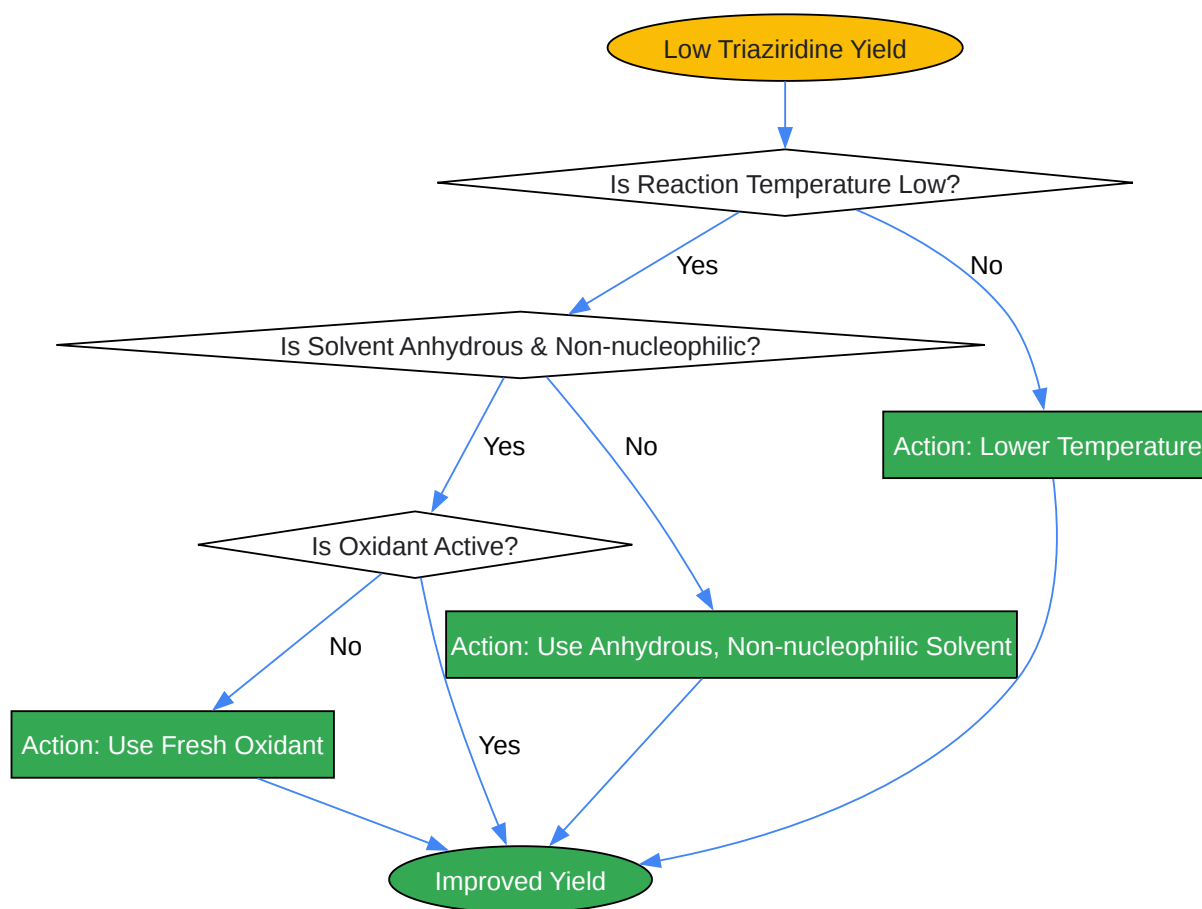 Low Triaziridine Yield
Is Reaction Temperature Low?
Yes
No
Is Solvent Anhydrous & Non-nucleophilic?
Yes
No
Action: Lower Temperature
Is Oxidant Active?
No
Yes
Action: Use Anhydrous, Non-nucleophilic Solvent
Action: Use Fresh Oxidant
Improved Yield